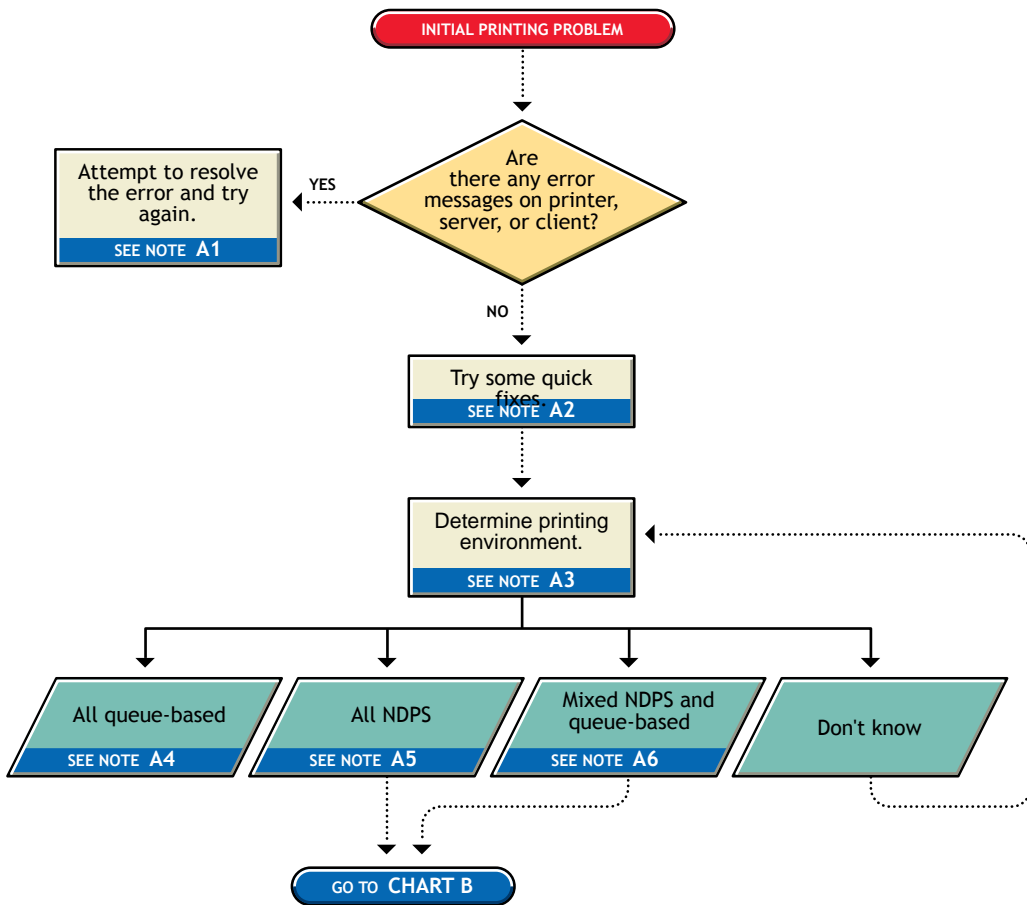 INITIAL PRINTING PROBLEM
Are
there any error
messages on printer,
server, or client?
YES
Attempt to resolve
the error and try
again.
SEE NOTE A1
NO
Try some quick
fixes.
SEE NOTE A2
Determine printing
environment.
SEE NOTE A3
All queue-based
SEE NOTE A4
All NDPS
SEE NOTE A5
Mixed NDPS and
queue-based
SEE NOTE A6
Don't know
GO TO CHART B